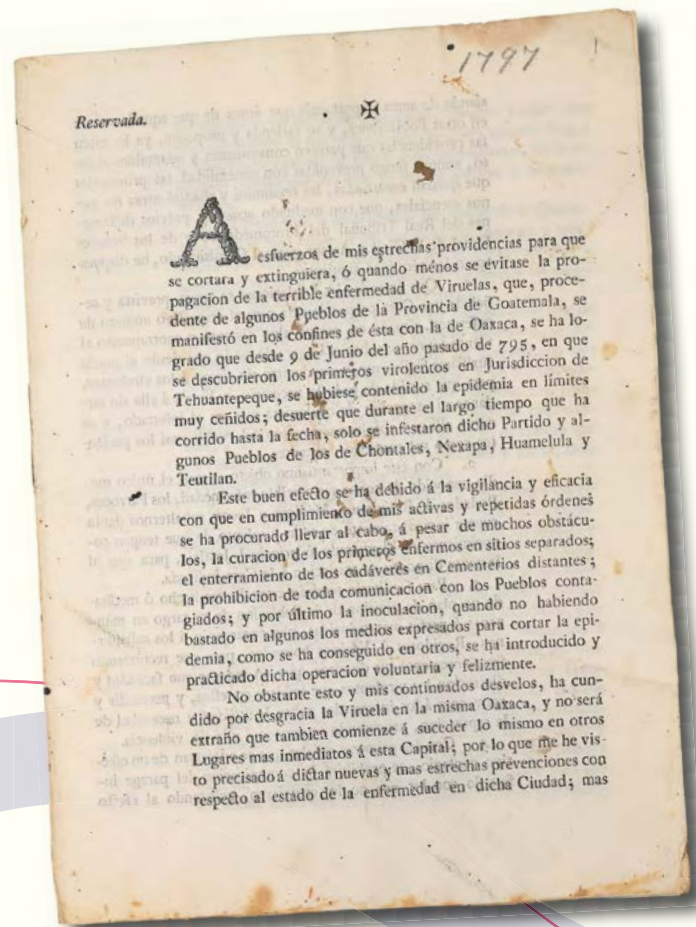 1797
Reservada.
✠
A esfuerzos de mis estrechas providencias para que
se cortara y extinguiera, ó quando ménos se evitase la pro-
pagacion de la terrible enfermedad de Viruelas, que, proce-
dente de algunos Pueblos de la Provincia de Goatemala, se
manifestó en los confines de ésta con la de Oaxaca, se ha lo-
grado que desde 9 de Junio del año pasado de 795, en que
se descubrieron los primeros virolentos en Jurisdiccion de
Tehuantepeque, se hubiese contenido la epidemia en límites
muy ceñidos; desuerte que durante el largo tiempo que ha
corrido hasta la fecha, solo se infestaron dicho Partido y al-
gunos Pueblos de los de Chontales, Nexapa, Huamelula y
Teutilan.
Este buen efecto se ha debido á la vigilancia y eficacia
con que en cumplimiento de mis activas y repetidas órdenes
se ha procurado llevar al cabo, á pesar de muchos obstácu-
los, la curacion de los primeros enfermos en sitios separados;
el enterramiento de los cadáveres en Cementerios distantes;
la prohibicion de toda comunicacion con los Pueblos conta-
giados; y por último la inoculacion, quando no habiendo
bastado en algunos los medios expresados para cortar la epi-
demia, como se ha conseguido en otros, se ha introducido y
practicado dicha operacion voluntaria y felizmente.
No obstante esto y mis continuados desvelos, ha cun-
dido por desgracia la Viruela en la misma Oaxaca, y no será
extraño que tambien comienze á suceder lo mismo en otros
Lugares mas inmediatos á esta Capital; por lo que me he vis-
to precisado á dictar nuevas y mas estrechas prevenciones con
respecto al estado de la enfermedad en dicha Ciudad; mas